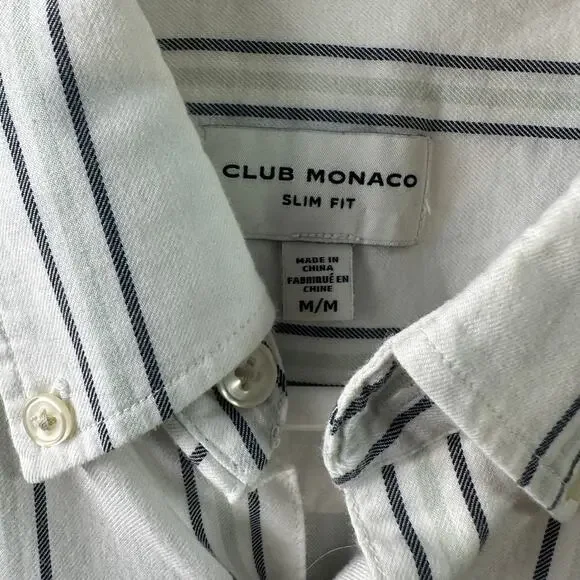 CLUB MONACO
SLIM FIT
MADE IN
CHINA
FABRIQUÉ EN
CHINE
M/M